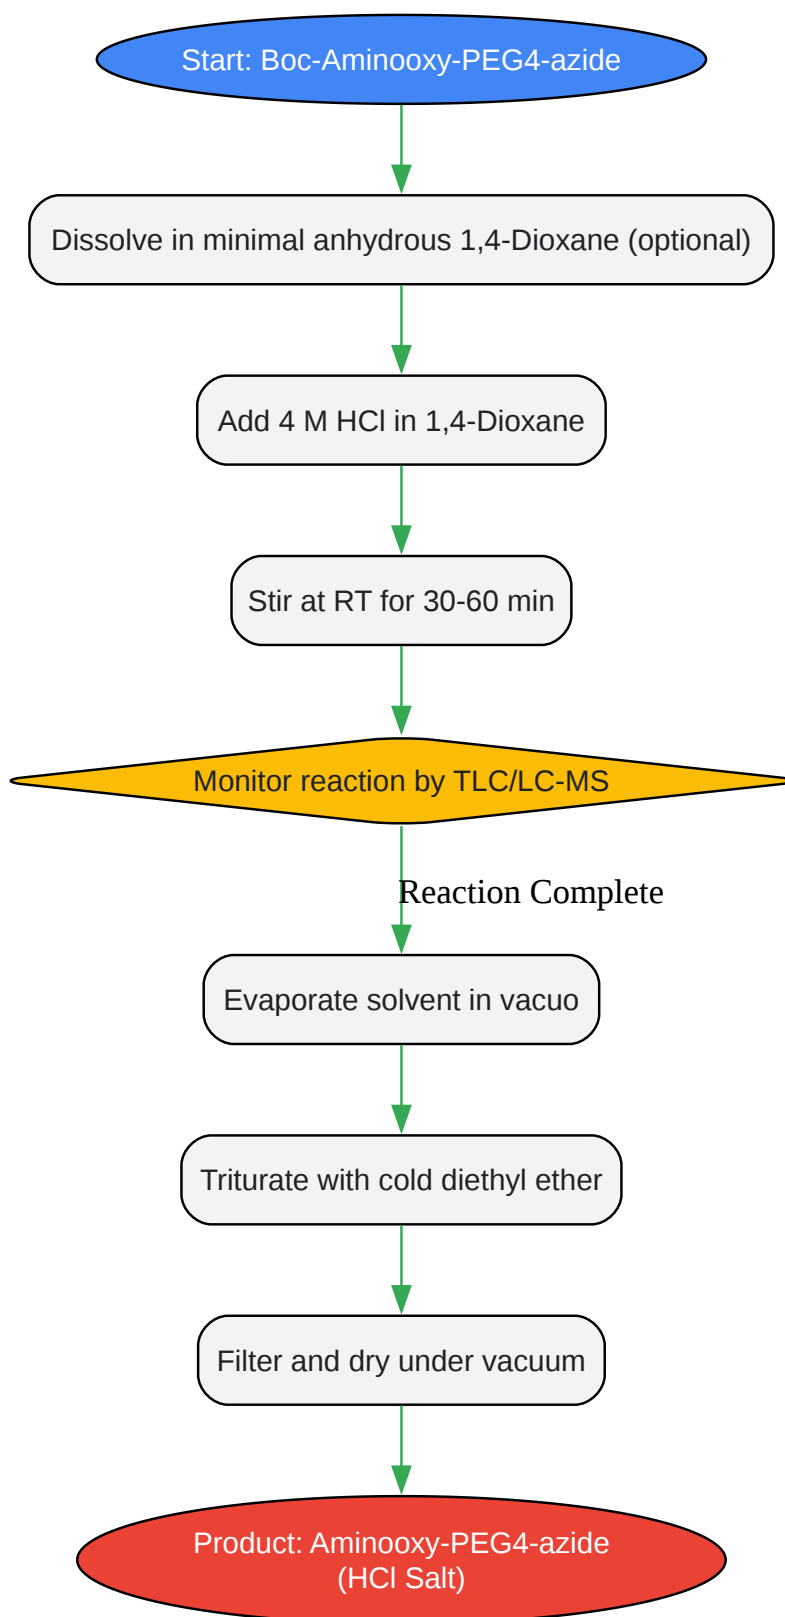 Start: Boc-Aminooxy-PEG4-azide
Dissolve in minimal anhydrous 1,4-Dioxane (optional)
Add 4 M HCl in 1,4-Dioxane
Stir at RT for 30-60 min
Monitor reaction by TLC/LC-MS
Reaction Complete
Evaporate solvent in vacuo
Triturate with cold diethyl ether
Filter and dry under vacuum
Product: Aminooxy-PEG4-azide
(HCl Salt)